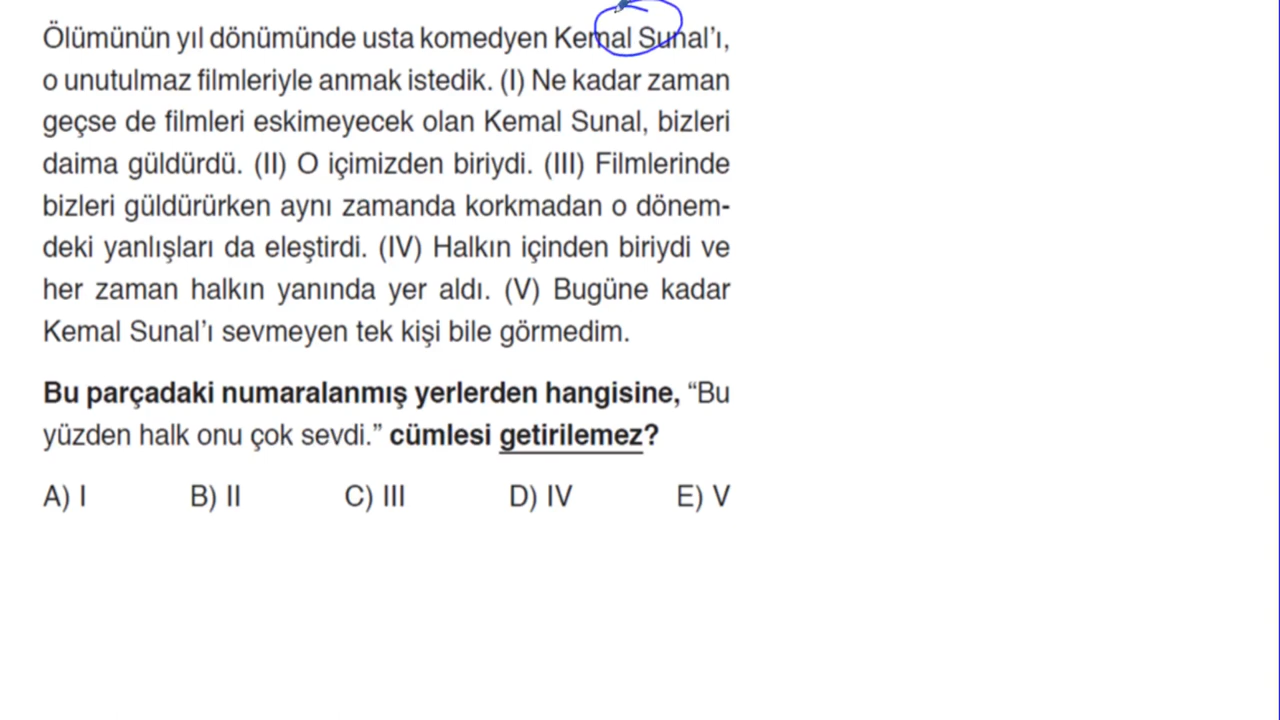 Ölümünün yıl dönümünde usta komedyen Kemal Sunal’ı,
o unutulmaz filmleriyle anmak istedik. (I) Ne kadar zaman
geçse de filmleri eskimeyecek olan Kemal Sunal, bizleri
daima güldürdü. (II) O içimizden biriydi. (III) Filmlerinde
bizleri güldürürken aynı zamanda korkmadan o dönem-
deki yanlışları da eleştirdi. (IV) Halkın içinden biriydi ve
her zaman halkın yanında yer aldı. (V) Bugüne kadar
Kemal Sunal’ı sevmeyen tek kişi bile görmedim.
Bu parçadaki numaralanmış yerlerden hangisine, “Bu
yüzden halk onu çok sevdi.” cümlesi getirilemez?
A) I B) II C) III D) IV E) V